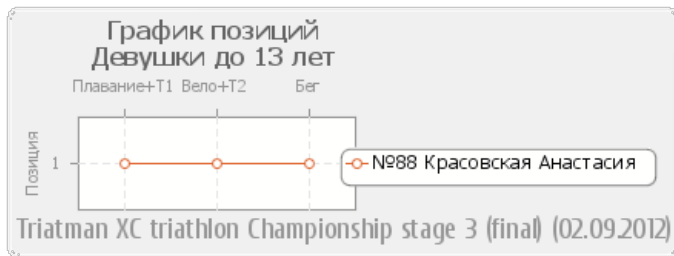 График позиций
Девушки до 13 лет
Плавание+T1 Вело+T2 Бег
Позиция
1
№88 Красовская Анастасия
Triatman XC triathlon Championship stage 3 (final) (02.09.2012)